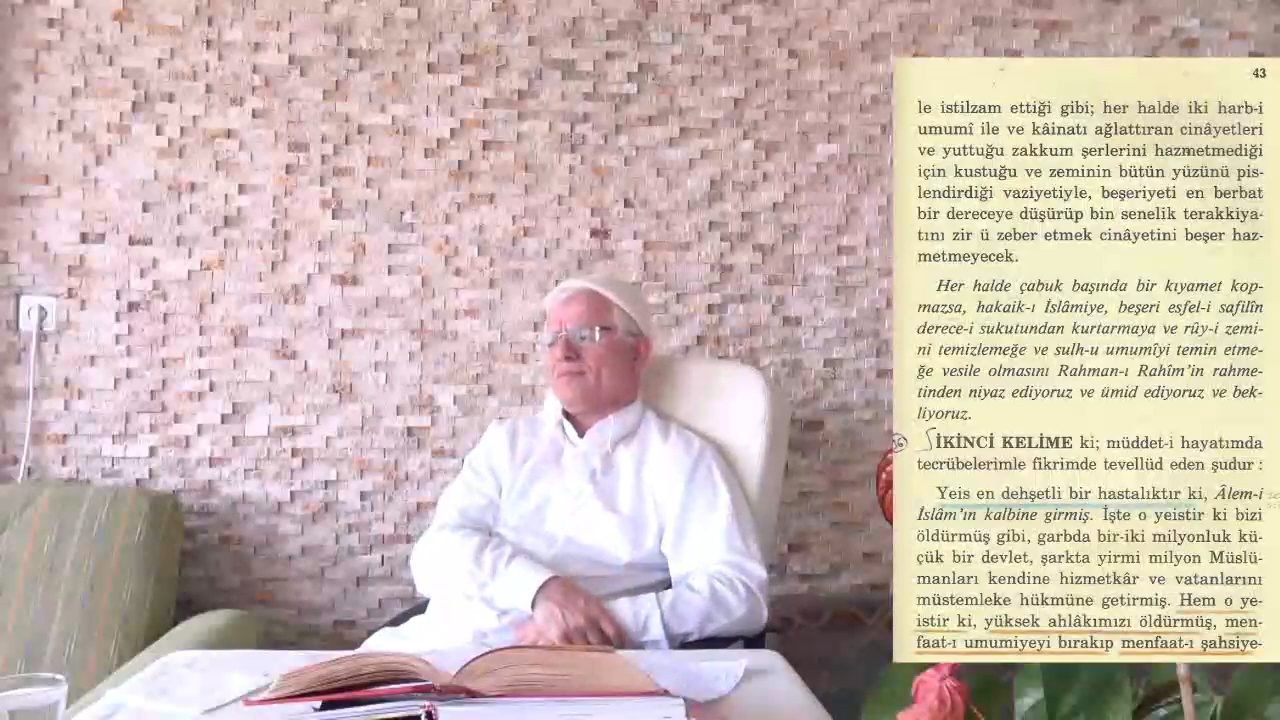 43
le istilzam ettiği gibi; her halde iki harb-i
umumî ile ve kâinatı ağlattıran cinâyetleri
ve yuttuğu zakkum şerlerini hazmetmediği
için kustuğu ve zeminin bütün yüzünü pis-
lendirdiği vaziyetiyle, beşeriyeti en berbat
bir dereceye düşürüp bin senelik terakkiya-
tını zir ü zeber etmek cinâyetini beşer haz-
metmeyecek.
Her halde çabuk başında bir kıyamet kop-
mazsa, hakaik-ı İslâmiye, beşeri esfel-i safilîn
derece-i sukutundan kurtarmaya ve rûy-i zemi-
ni temizlemeğe ve sulh-u umumîyi temin etme-
ğe vesile olmasını Rahman-ı Rahîm'in rahme-
tinden niyaz ediyoruz ve ümid ediyoruz ve bek-
liyoruz.
İKİNCİ KELİME ki; müddet-i hayatımda
tecrübelerimle fikrimde tevellüd eden şudur :
Yeis en dehşetli bir hastalıktır ki, Âlem-i
İslâm'ın kalbine girmiş. İşte o yeistir ki bizi
öldürmüş gibi, garbda bir-iki milyonluk kü-
çük bir devlet, şarkta yirmi milyon Müslü-
manları kendine hizmetkâr ve vatanlarını
müstemleke hükmüne getirmiş. Hem o ye-
istir ki, yüksek ahlâkımızı öldürmüş, men-
faat-ı umumiyeyi bırakıp menfaat-ı şahsiye-